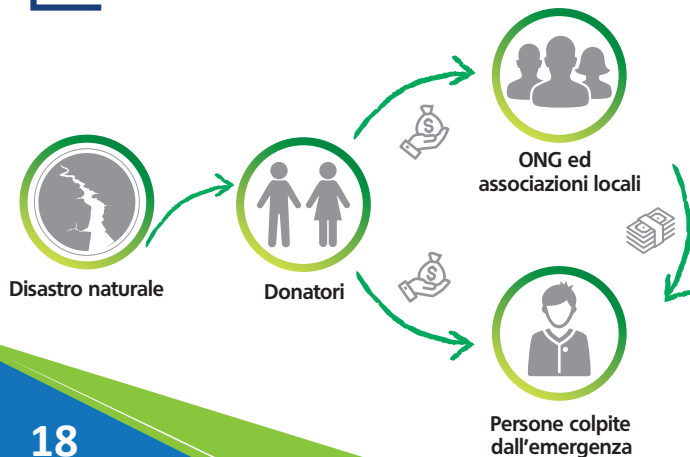 ONG ed
associazioni locali
Disastro naturale
Donatori
Persone colpite
dall'emergenza
18